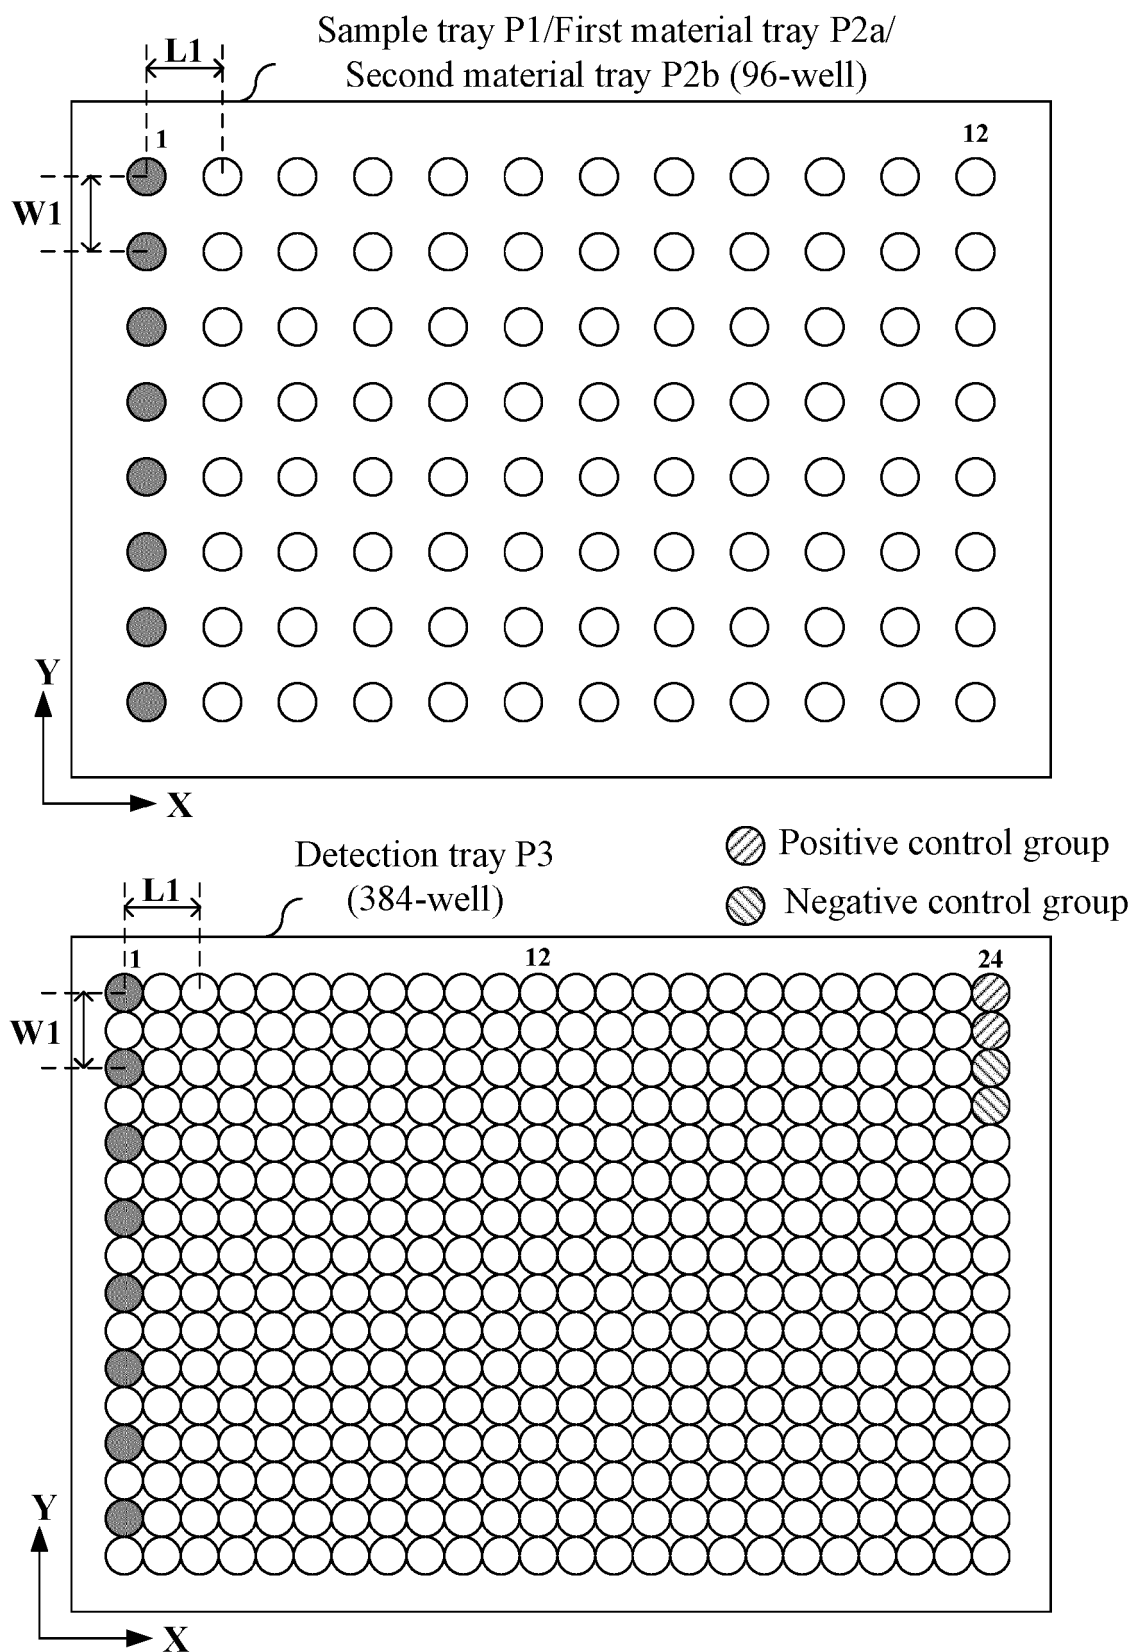 Sample tray P1/First material tray P2a/
Second material tray P2b (96-well)
L1
1
12
W1
Y
X
Positive control group
Negative control group
Detection tray P3
(384-well)
L1
1
12
24
W1
Y
X